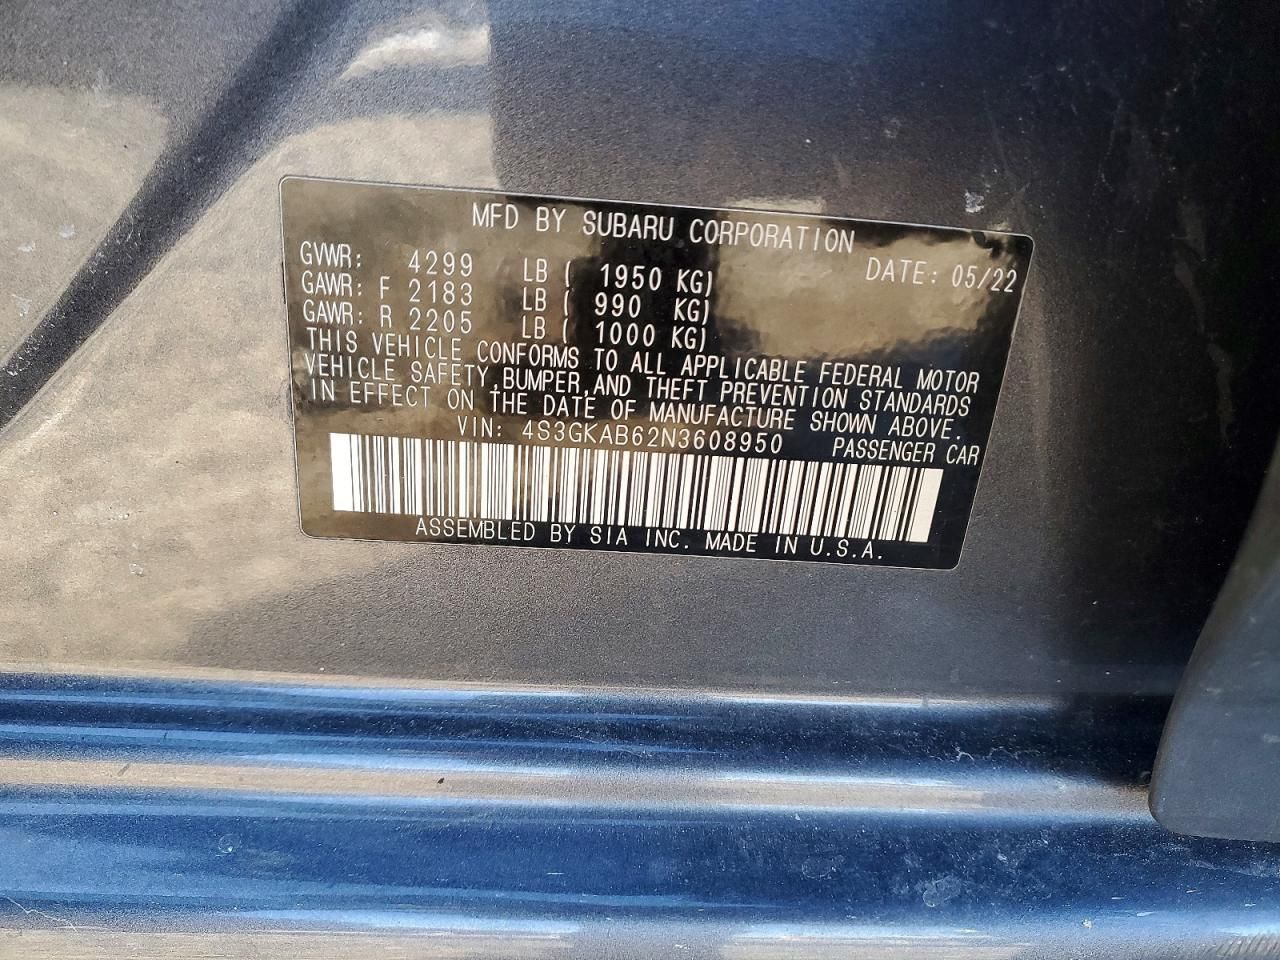 MFD BY SUBARU CORPORATION
GVWR: 4299 LB ( 1950 KG) DATE: 05/22
GAWR: F 2183 LB ( 990 KG)
GAWR: R 2205 LB ( 1000 KG)
THIS VEHICLE CONFORMS TO ALL APPLICABLE FEDERAL MOTOR
VEHICLE SAFETY,BUMPER,AND THEFT PREVENTION STANDARDS
IN EFFECT ON THE DATE OF MANUFACTURE SHOWN ABOVE.
VIN: 4S3GKAB62N3608950 PASSENGER CAR
ASSEMBLED BY SIA INC. MADE IN U.S.A.